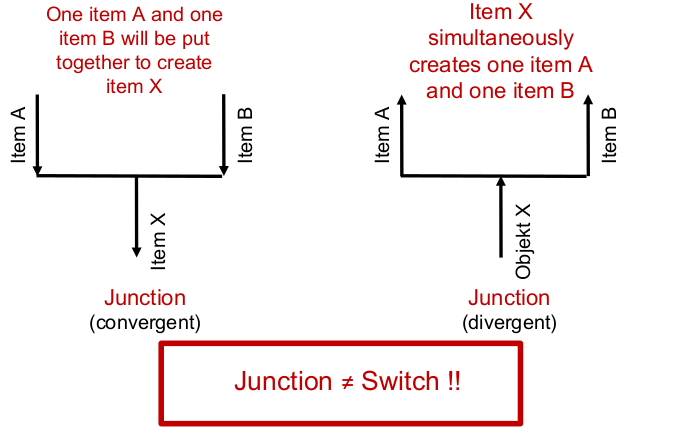 One item A and one
item B will be put
together to create
item X
Item A
Item B
Item X
Junction
(convergent)
Item X
simultaneously
creates one item A
and one item B
Item A
Item B
Objekt X
Junction
(divergent)
Junction ≠ Switch !!